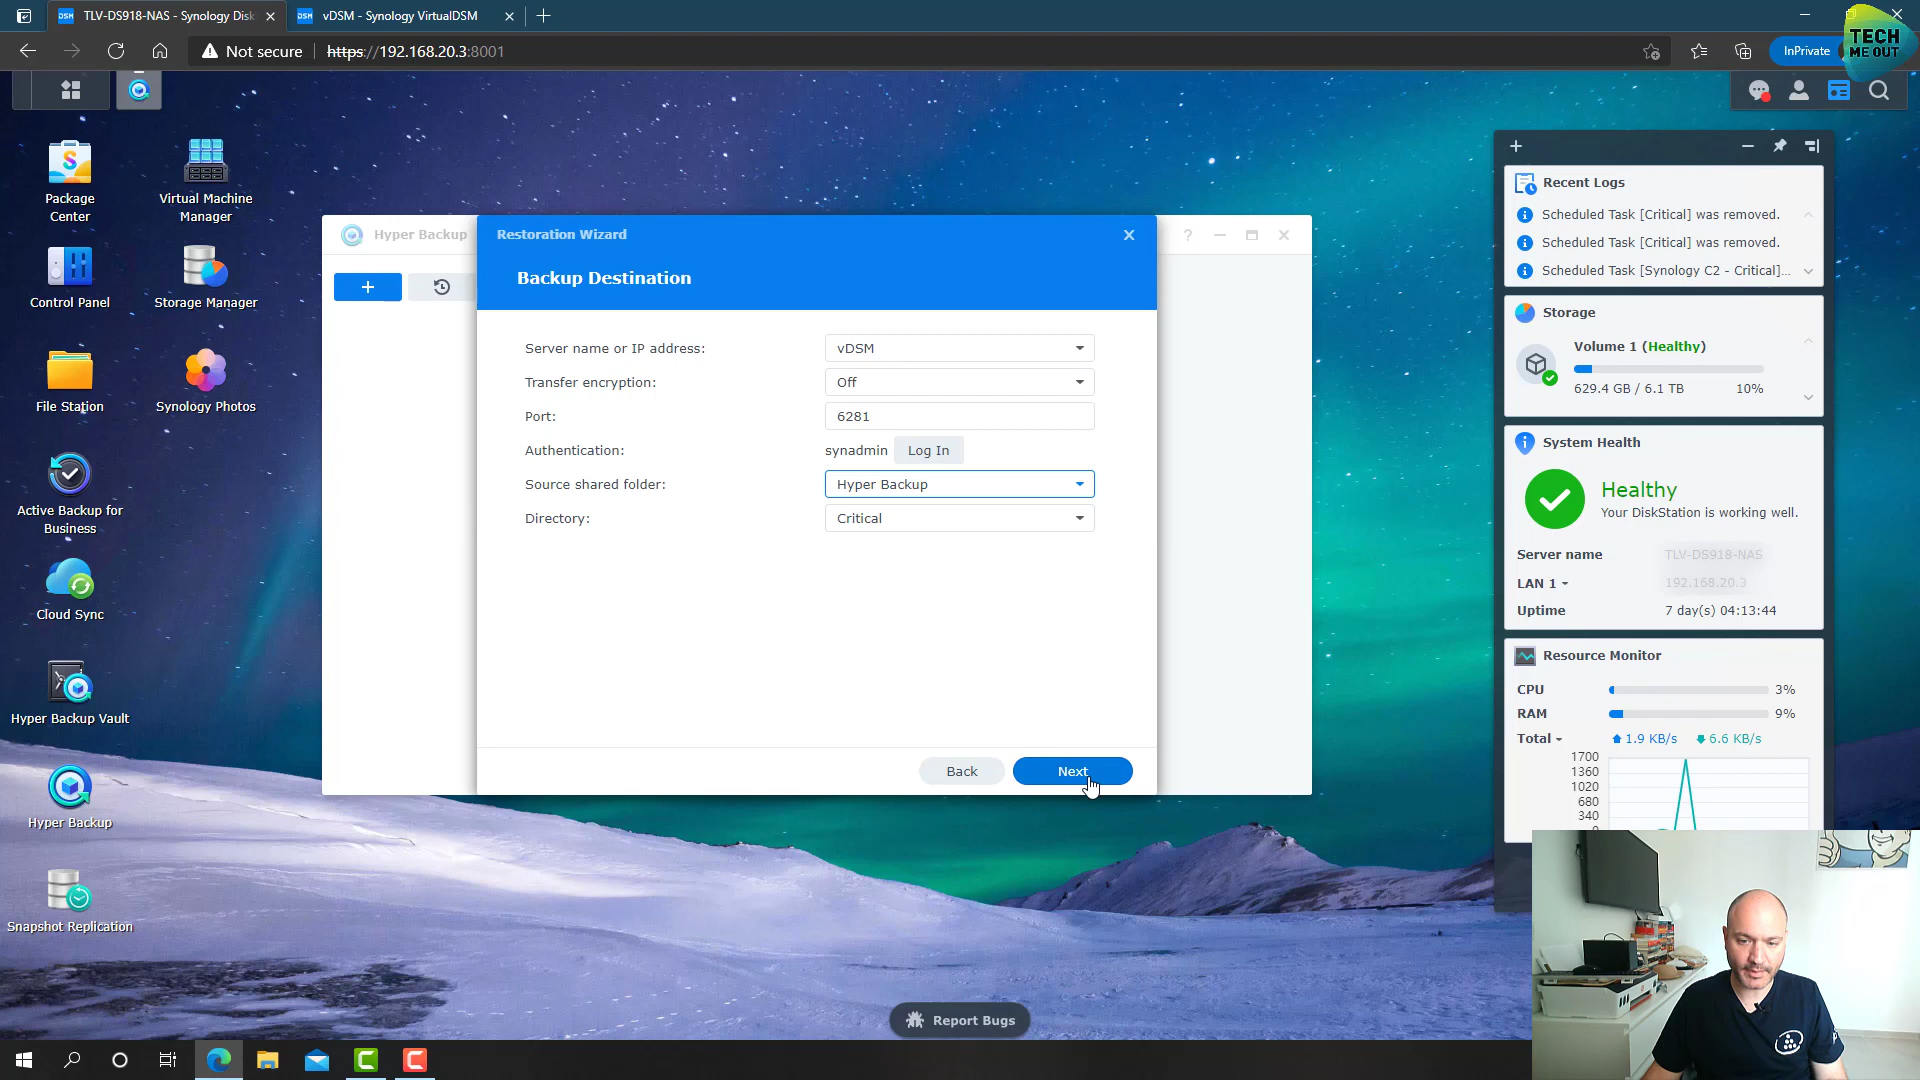 TLV-DS918-NAS - Synology Disk
DSM
vDSM - Synology VirtualDSM
Not secure
https://192.168.20.3:8001
InPrivate
TECH
ME OUT
Package
Center
Virtual Machine
Manager
Control Panel
Storage Manager
File Station
Synology Photos
Active Backup for
Business
Cloud Sync
Hyper Backup Vault
Hyper Backup
Snapshot Replication
Hyper Backup
Restoration Wizard
Backup Destination
Server name or IP address:
vDSM
Transfer encryption:
Off
Port:
6281
Authentication:
synadmin
Log In
Source shared folder:
Hyper Backup
Directory:
Critical
Back
Next
Recent Logs
Scheduled Task [Critical] was removed.
Scheduled Task [Critical] was removed.
Scheduled Task [Synology C2 - Critical]...
Storage
Volume 1 (Healthy)
629.4 GB / 6.1 TB
10%
System Health
Healthy
Your DiskStation is working well.
Server name
TLV-DS918-NAS
LAN 1
192.168.20.3
Uptime
7 day(s) 04:13:44
Resource Monitor
CPU
3%
RAM
9%
Total
1.9 KB/s
6.6 KB/s
1700
1360
1020
680
340
0
Report Bugs